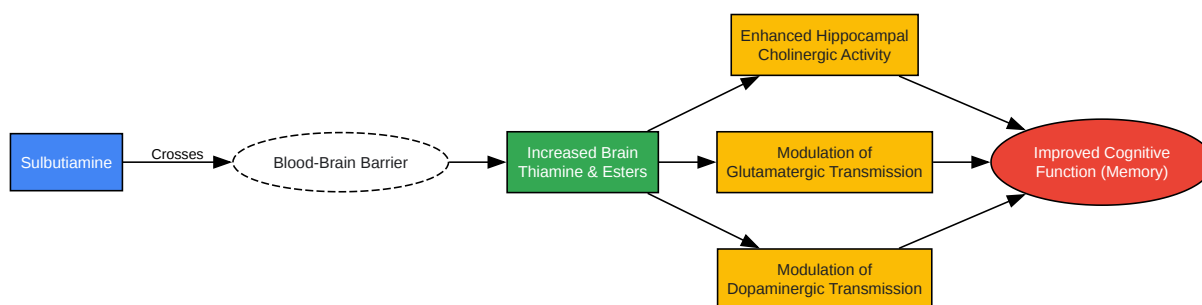 Sulbutiamine
Crosses
Blood-Brain Barrier
Increased Brain
Thiamine & Esters
Enhanced Hippocampal
Cholinergic Activity
Modulation of
Glutamatergic Transmission
Modulation of
Dopaminergic Transmission
Improved Cognitive
Function (Memory)